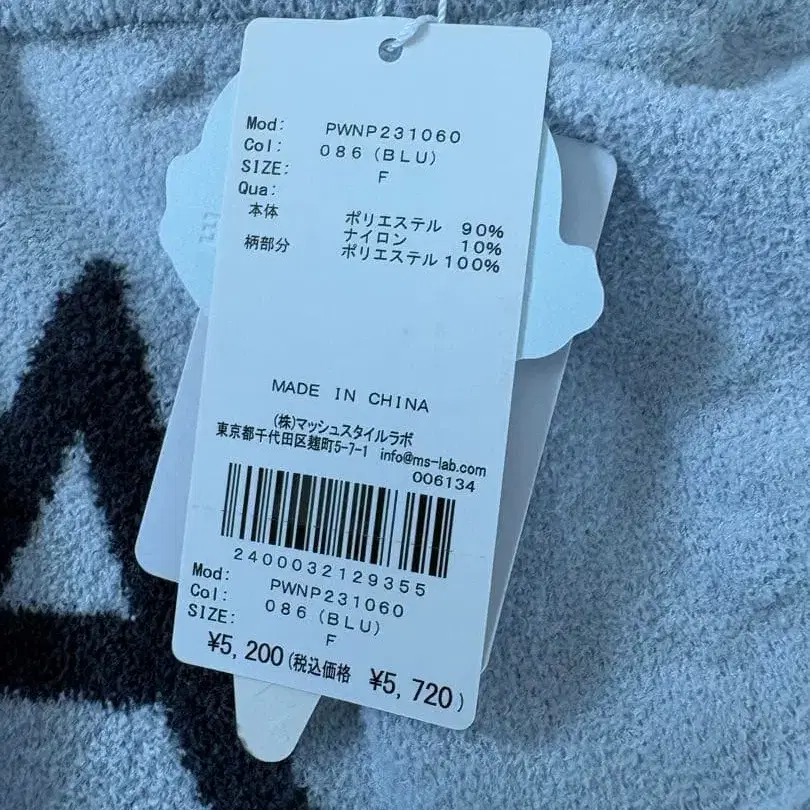 Mod: PWNP231060
Col: 086 (BLU)
SIZE: F
Qua:
本体 ポリエステル 90%
ナイロン 10%
柄部分 ポリエステル 100%
MADE IN CHINA
(株)マッシュスタイルラボ
東京都千代田区麹町5-7-1 info@ms-lab.com
006134
2400032129355
Mod: PWNP231060
Col: 086 (BLU)
SIZE: F
¥5,200(税込価格 ¥5,720)